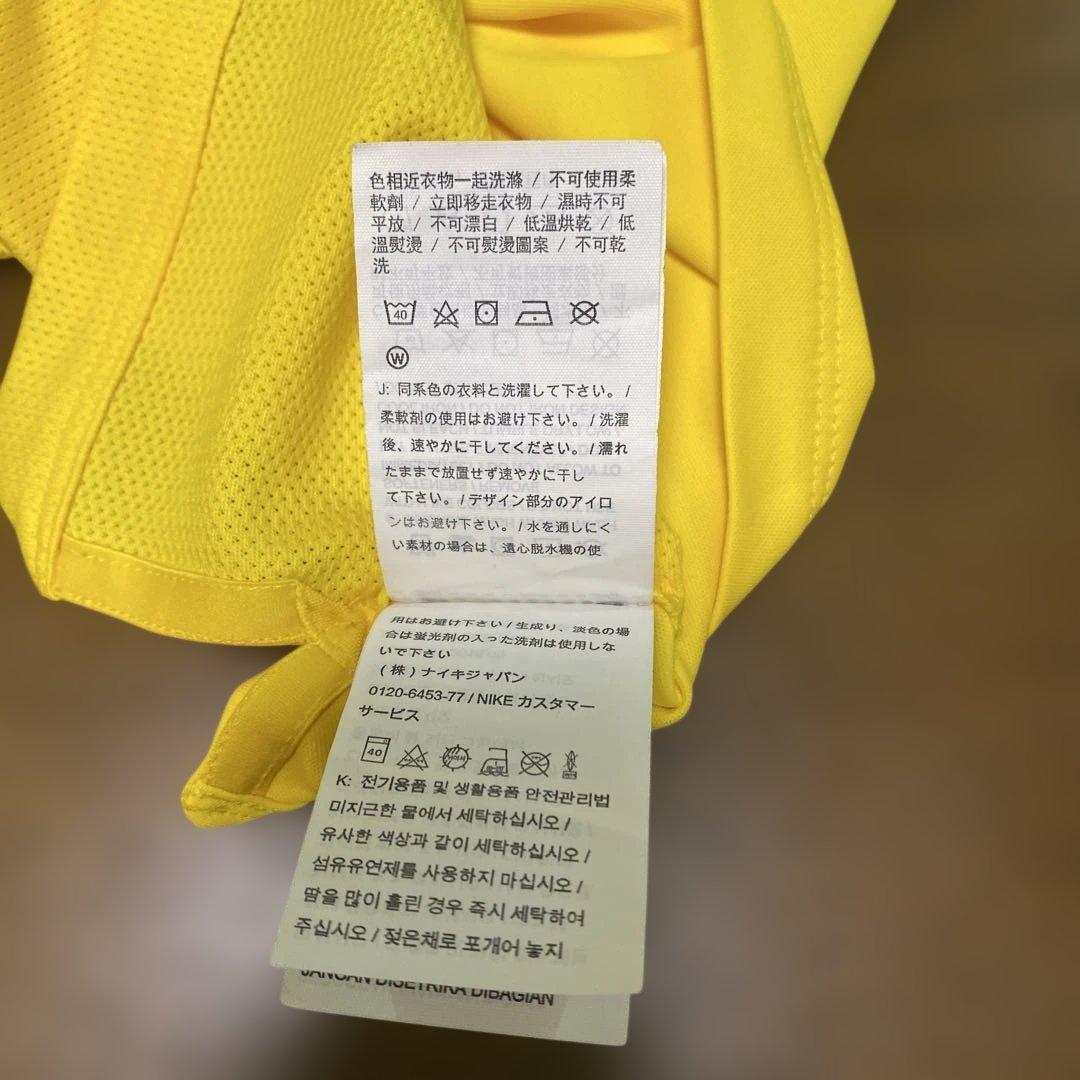 色相近衣物一起洗滌 / 不可使用柔
軟劑 / 立即移走衣物 / 濕時不可
平放 / 不可漂白 / 低溫烘乾 / 低
溫熨燙 / 不可熨燙圖案 / 不可乾
洗
40
W
J: 同系色の衣料と洗濯して下さい。/
柔軟剤の使用はお避け下さい。/ 洗濯
後、速やかに干してください。/ 濡れ
たままで放置せず速やかに干し
て下さい。/ デザイン部分のアイロ
ンはお避け下さい。/ 水を通しにく
い素材の場合は、遠心脱水機の使
用はお避け下さい / 生成り、淡色の場
合は蛍光剤の入った洗剤は使用しな
いで下さい
(株) ナイキジャパン
0120-6453-77 / NIKE カスタマー
サービス
40
K: 전기용품 및 생활용품 안전관리법
미지근한 물에서 세탁하십시오 /
유사한 색상과 같이 세탁하십시오 /
섬유유연제를 사용하지 마십시오 /
땀을 많이 흘린 경우 즉시 세탁하여
주십시오 / 젖은채로 포개어 놓지
JANGAN DISETRIKA DIBAGIAN